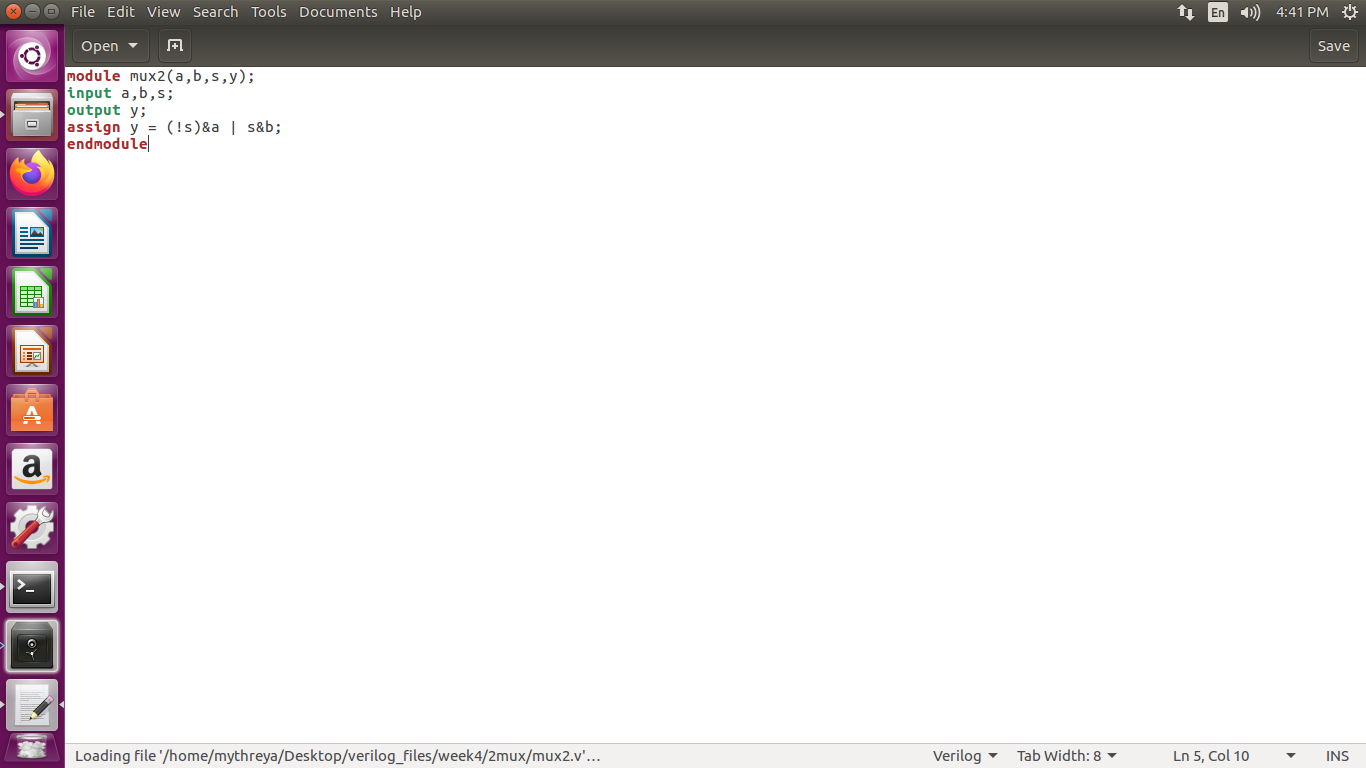 File Edit View Search Tools Documents Help
En
4:41 PM
Open
Save
module mux2(a,b,s,y);
input a,b,s;
output y;
assign y = (!s)&a | s&b;
endmodule
Loading file '/home/mythreya/Desktop/verilog_files/week4/2mux/mux2.v'…
Verilog
Tab Width: 8
Ln 5, Col 10
INS